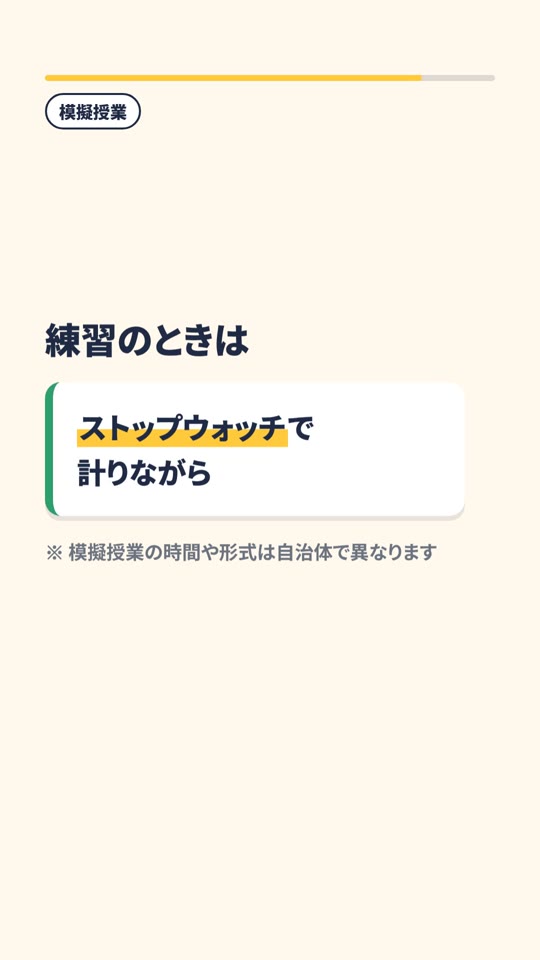 模擬授業
練習のときは
ストップウォッチで
計りながら
※ 模擬授業の時間や形式は自治体で異なります